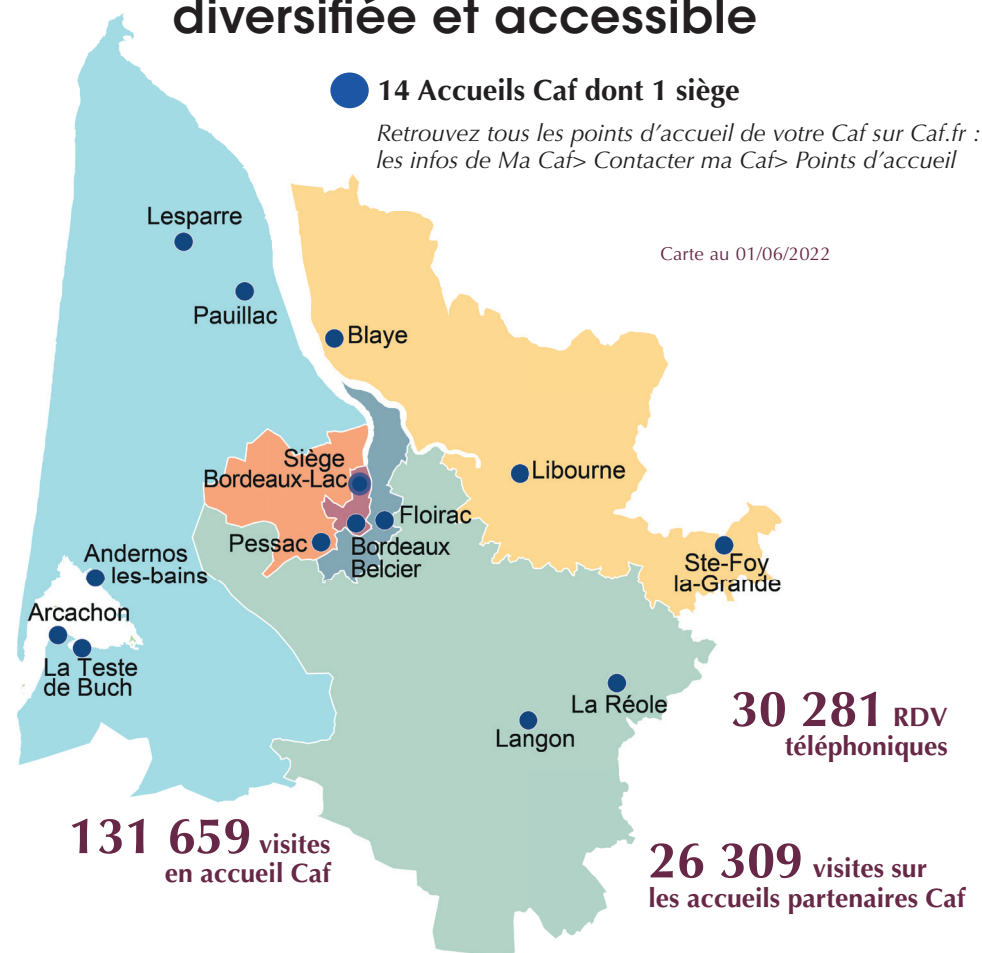 diversifiée et accessible
14 Accueils Caf dont 1 siège
Retrouvez tous les points d’accueil de votre Caf sur Caf.fr :
les infos de Ma Caf> Contacter ma Caf> Points d’accueil
Carte au 01/06/2022
Lesparre
Pauillac
Blaye
Siège
Bordeaux-Lac
Libourne
Floirac
Pessac
Bordeaux
Belcier
Ste-Foy
la-Grande
Andernos
les-bains
Arcachon
La Teste
de Buch
La Réole
Langon
30 281 RDV
téléphoniques
131 659 visites
en accueil Caf
26 309 visites sur
les accueils partenaires Caf